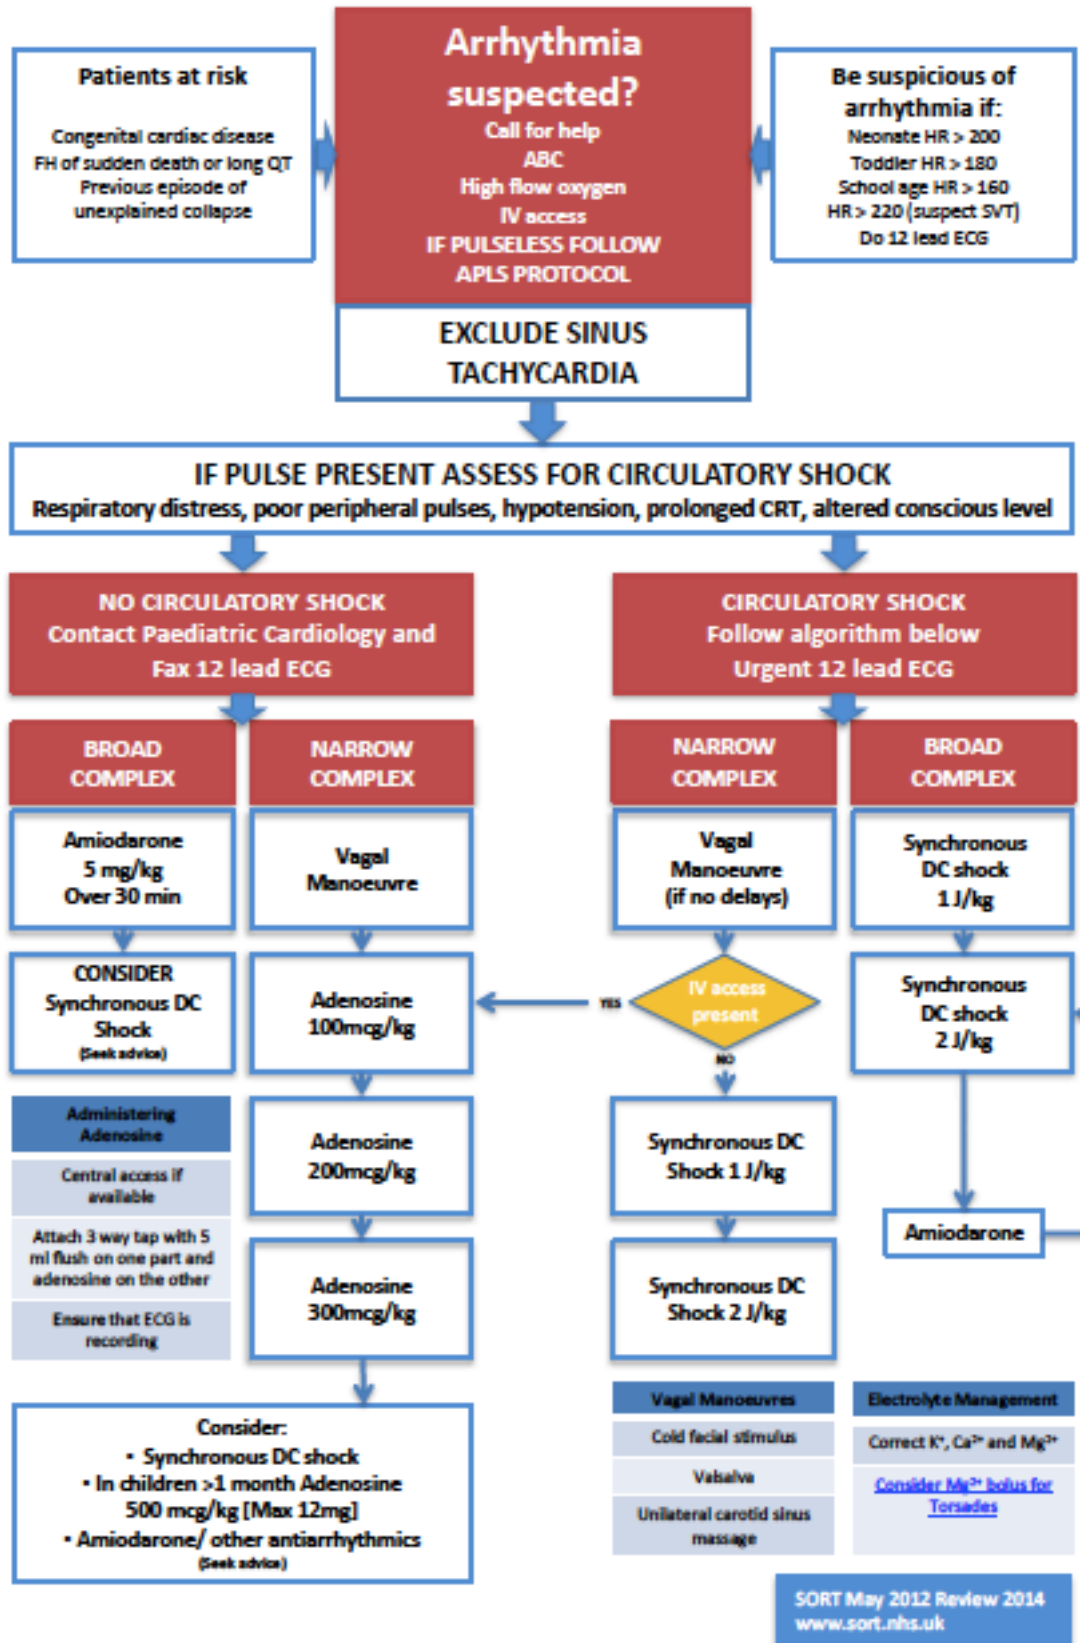 Arrhythmia
suspected?
Call for help
ABC
High flow oxygen
IV access
IF PULSELESS FOLLOW
APLS PROTOCOL
Patients at risk
Congenital cardiac disease
FH of sudden death or long QT
Previous episode of
unexplained collapse
Be suspicious of
arrhythmia if:
Neonate HR > 200
Toddler HR > 180
School age HR > 160
HR > 220 (suspect SVT)
Do 12 lead ECG
EXCLUDE SINUS
TACHYCARDIA
IF PULSE PRESENT ASSESS FOR CIRCULATORY SHOCK
Respiratory distress, poor peripheral pulses, hypotension, prolonged CRT, altered conscious level
NO CIRCULATORY SHOCK
Contact Paediatric Cardiology and
Fax 12 lead ECG
CIRCULATORY SHOCK
Follow algorithm below
Urgent 12 lead ECG
BROAD
COMPLEX
NARROW
COMPLEX
NARROW
COMPLEX
BROAD
COMPLEX
Amiodarone
5 mg/kg
Over 30 min
Vagal
Manoeuvre
Vagal
Manoeuvre
(if no delays)
Synchronous
DC shock
1 J/kg
CONSIDER
Synchronous DC
Shock
(Seek advice)
Adenosine
100mcg/kg
YES
IV access
present
NO
Synchronous
DC shock
2 J/kg
Administering
Adenosine
Central access if
available
Attach 3 way tap with 5
ml flush on one part and
adenosine on the other
Ensure that ECG is
recording
Adenosine
200mcg/kg
Synchronous DC
Shock 1 J/kg
Amiodarone
Adenosine
300mcg/kg
Synchronous DC
Shock 2 J/kg
Consider:
• Synchronous DC shock
• In children >1 month Adenosine
500 mcg/kg [Max 12mg]
• Amiodarone/ other antiarrhythmics
(Seek advice)
Vagal Manoeuvres
Cold facial stimulus
Valsalva
Unilateral carotid sinus
massage
Electrolyte Management
Correct K⁺, Ca²⁺ and Mg²⁺
Consider Mg²⁺ bolus for
Torsades
SORT May 2012 Review 2014
www.sort.nhs.uk